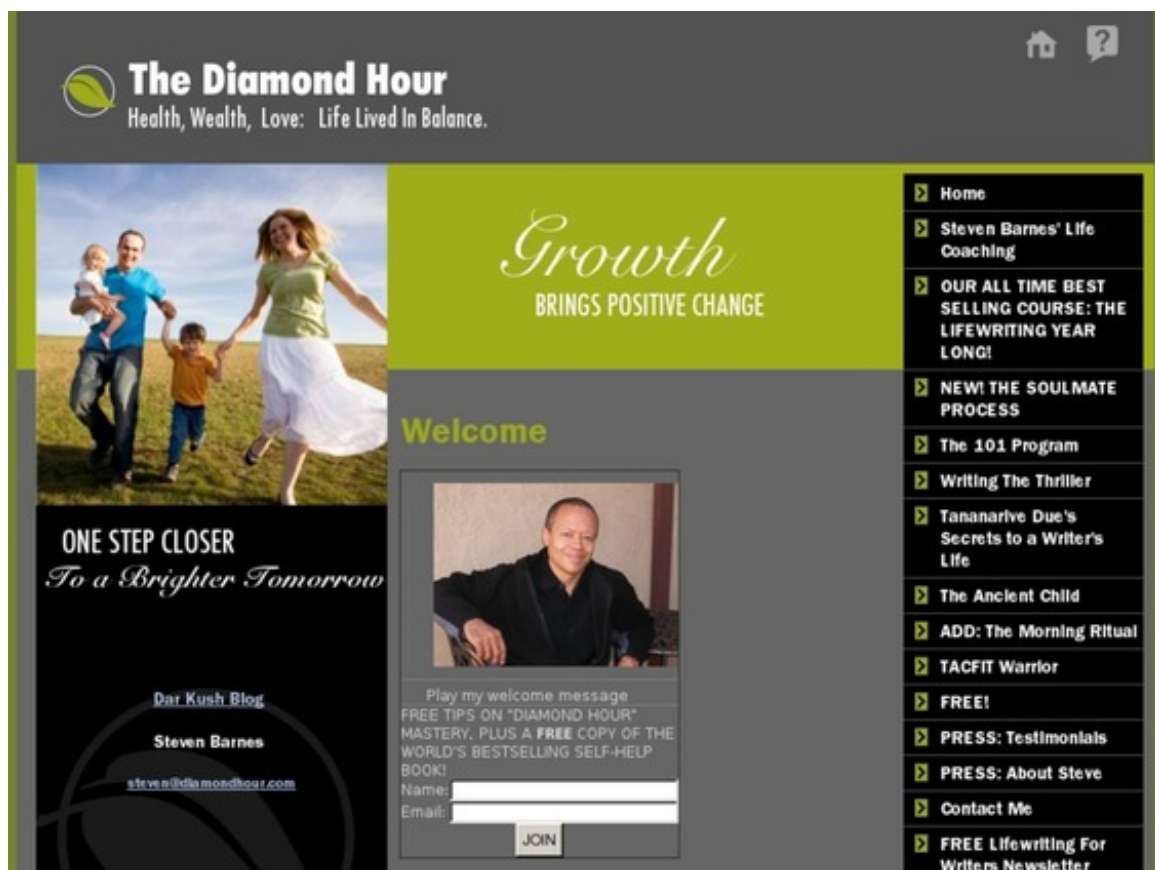 The Diamond Hour
Health, Wealth, Love: Life Lived In Balance.
?
Growth
BRINGS POSITIVE CHANGE
ONE STEP CLOSER
To a Brighter Tomorrow
Dar Kush Blog
Steven Barnes
steven@diamondhour.com
Welcome
Play my welcome message
FREE TIPS ON "DIAMOND HOUR"
MASTERY, PLUS A FREE COPY OF THE
WORLD'S BESTSELLING SELF-HELP
BOOK!
Name:
Email:
JOIN
Home
Steven Barnes' Life
Coaching
OUR ALL TIME BEST
SELLING COURSE: THE
LIFEWRITING YEAR
LONG!
NEW! THE SOULMATE
PROCESS
The 101 Program
Writing The Thriller
Tananarive Due's
Secrets to a Writer's
Life
The Ancient Child
ADD: The Morning Ritual
TACFIT Warrior
FREE!
PRESS: Testimonials
PRESS: About Steve
Contact Me
FREE Lifewriting For
Writers Newsletter